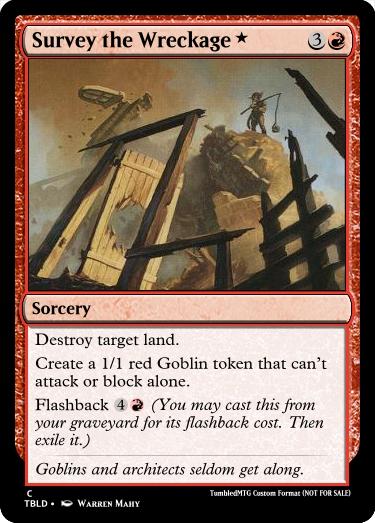 Survey the Wreckage ★ 3
Sorcery
Destroy target land.
Create a 1/1 red Goblin token that can't
attack or block alone.
Flashback 4 (You may cast this from
your graveyard for its flashback cost. Then
exile it.)
Goblins and architects seldom get along.
C
TBLD • Warren Mahy
TumbledMTG Custom Format (NOT FOR SALE)